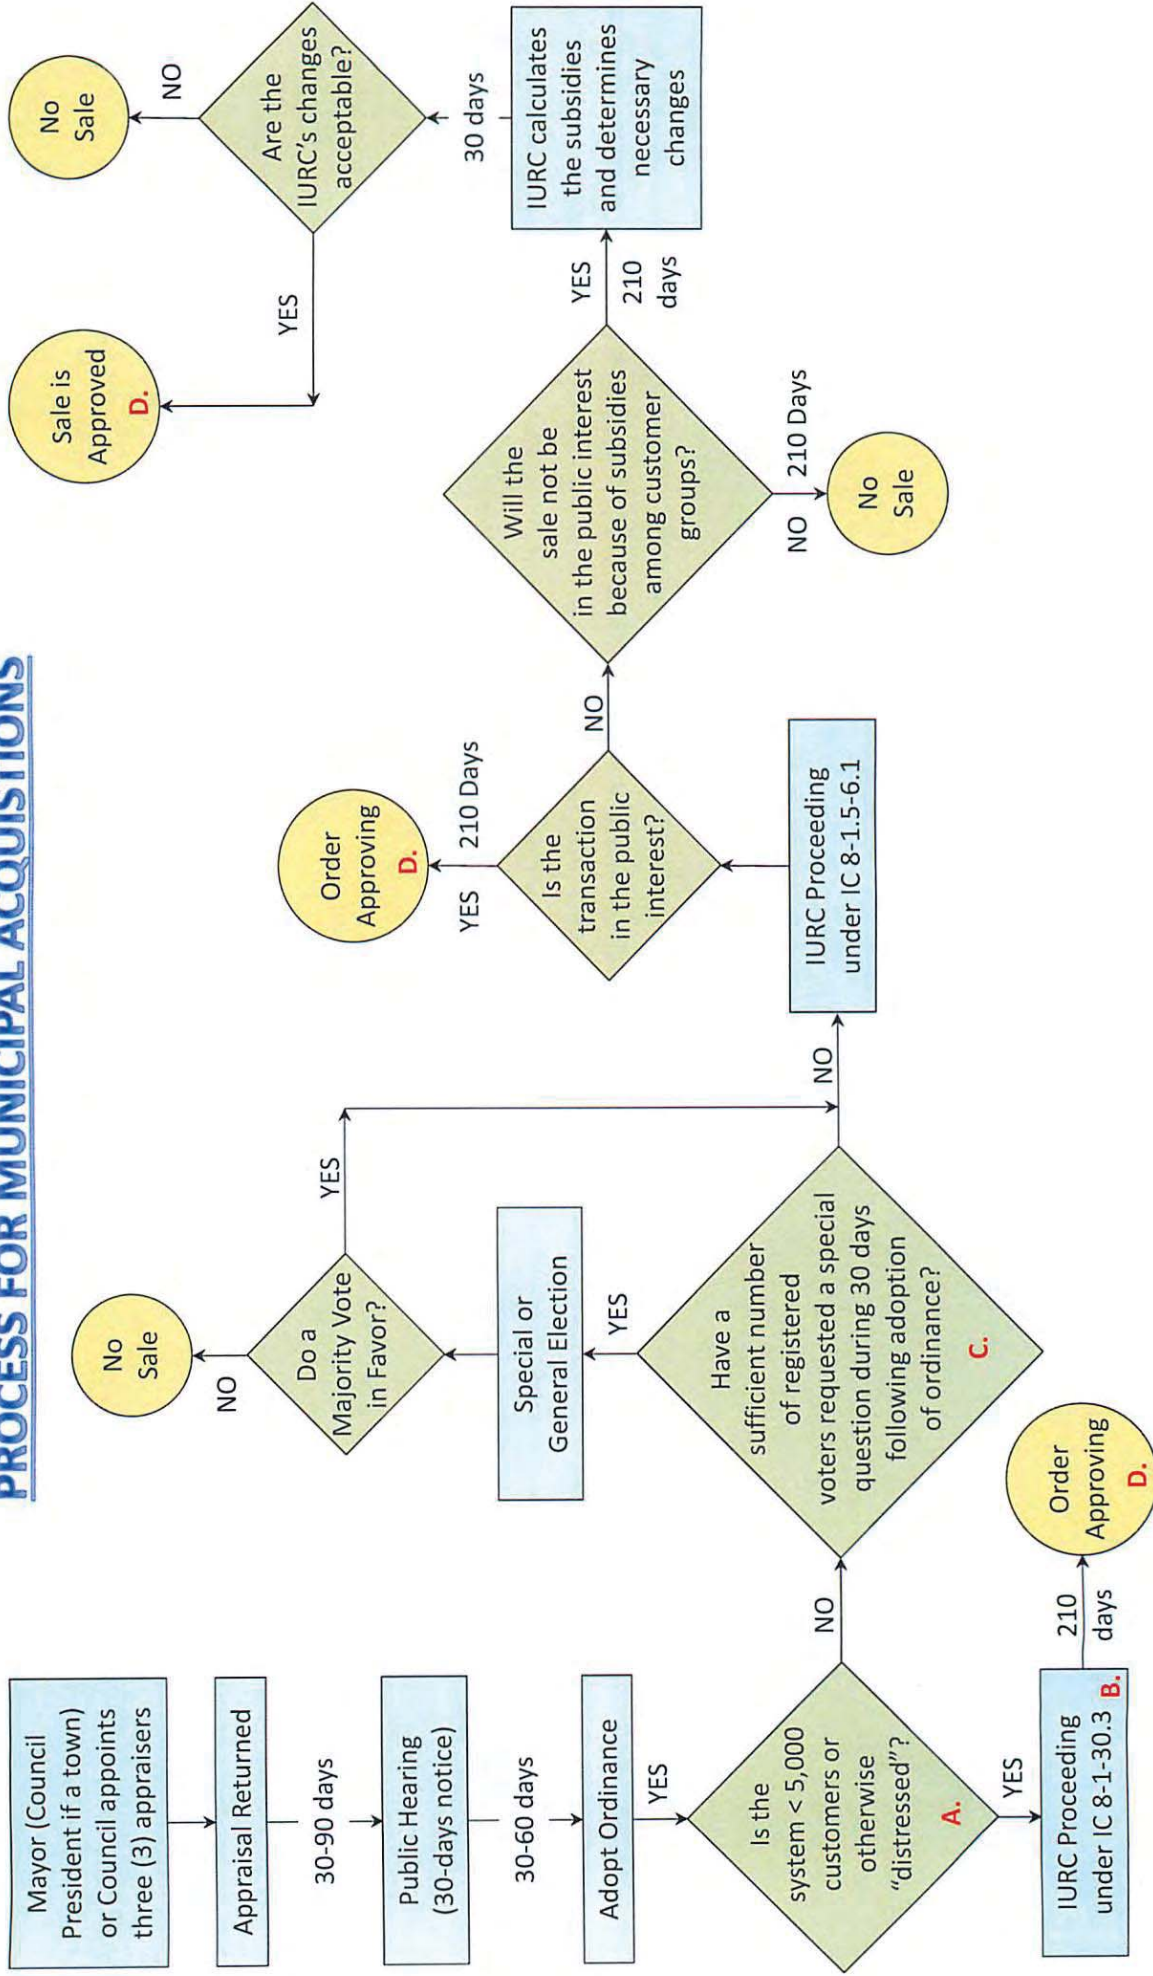 PROCESS FOR MUNICIPAL ACQUISTIONS
Mayor (Council
President if a town)
or Council appoints
three (3) appraisers
Appraisal Returned
30-90 days
Public Hearing
(30-days notice)
30-60 days
Adopt Ordinance
YES
Is the
system < 5,000
customers or
otherwise
“distressed”?
A.
YES
IURC Proceeding
under IC 8-1-30.3 B.
210
days
Order
Approving
D.
NO
Have a
sufficient number
of registered
voters requested a special
question during 30 days
following adoption
of ordinance?
C.
YES
Special or
General Election
Do a
Majority Vote
in Favor?
NO
No
Sale
YES
NO
IURC Proceeding
under IC 8-1.5-6.1
Is the
transaction
in the public
interest?
YES
210 Days
Order
Approving
D.
NO
Will the
sale not be
in the public interest
because of subsidies
among customer
groups?
NO
210 Days
No
Sale
YES
210
days
IURC calculates
the subsidies
and determines
necessary
changes
30 days
Are the
IURC’s changes
acceptable?
NO
No
Sale
YES
Sale is
Approved
D.